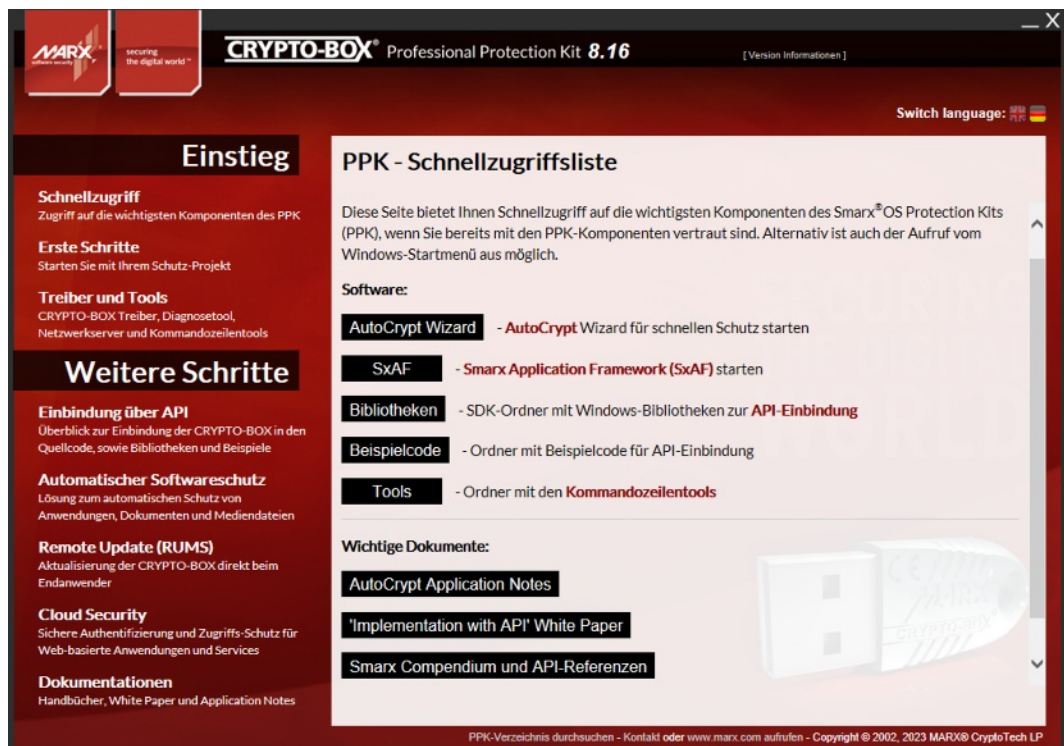 MARX
software security
securing
the digital world ™
CRYPTO-BOX® Professional Protection Kit 8.16
[ Version Informationen ]
Switch language:
Einstieg
Schnellzugriff
Zugriff auf die wichtigsten Komponenten des PPK
Erste Schritte
Starten Sie mit Ihrem Schutz-Projekt
Treiber und Tools
CRYPTO-BOX Treiber, Diagnosetool,
Netzwerkserver und Kommandozeilentools
Weitere Schritte
Einbindung über API
Überblick zur Einbindung der CRYPTO-BOX in den
Quellcode, sowie Bibliotheken und Beispiele
Automatischer Softwareschutz
Lösung zum automatischen Schutz von
Anwendungen, Dokumenten und Mediendateien
Remote Update (RUMS)
Aktualisierung der CRYPTO-BOX direkt beim
Endanwender
Cloud Security
Sichere Authentifizierung und Zugriffs-Schutz für
Web-basierte Anwendungen und Services
Dokumentationen
Handbücher, White Paper und Application Notes
PPK - Schnellzugriffsliste
Diese Seite bietet Ihnen Schnellzugriff auf die wichtigsten Komponenten des Smarx®OS Protection Kits
(PPK), wenn Sie bereits mit den PPK-Komponenten vertraut sind. Alternativ ist auch der Aufruf vom
Windows-Startmenü aus möglich.
Software:
AutoCrypt Wizard - AutoCrypt Wizard für schnellen Schutz starten
SxAF - Smarx Application Framework (SxAF) starten
Bibliotheken - SDK-Ordner mit Windows-Bibliotheken zur API-Einbindung
Beispielcode - Ordner mit Beispielcode für API-Einbindung
Tools - Ordner mit den Kommandozeilentools
Wichtige Dokumente:
AutoCrypt Application Notes
'Implementation with API' White Paper
Smarx Compendium und API-Referenzen
CE
MARX
CRYPTO-BOX
PPK-Verzeichnis durchsuchen - Kontakt oder www.marx.com aufrufen - Copyright © 2002, 2023 MARX® CryptoTech LP